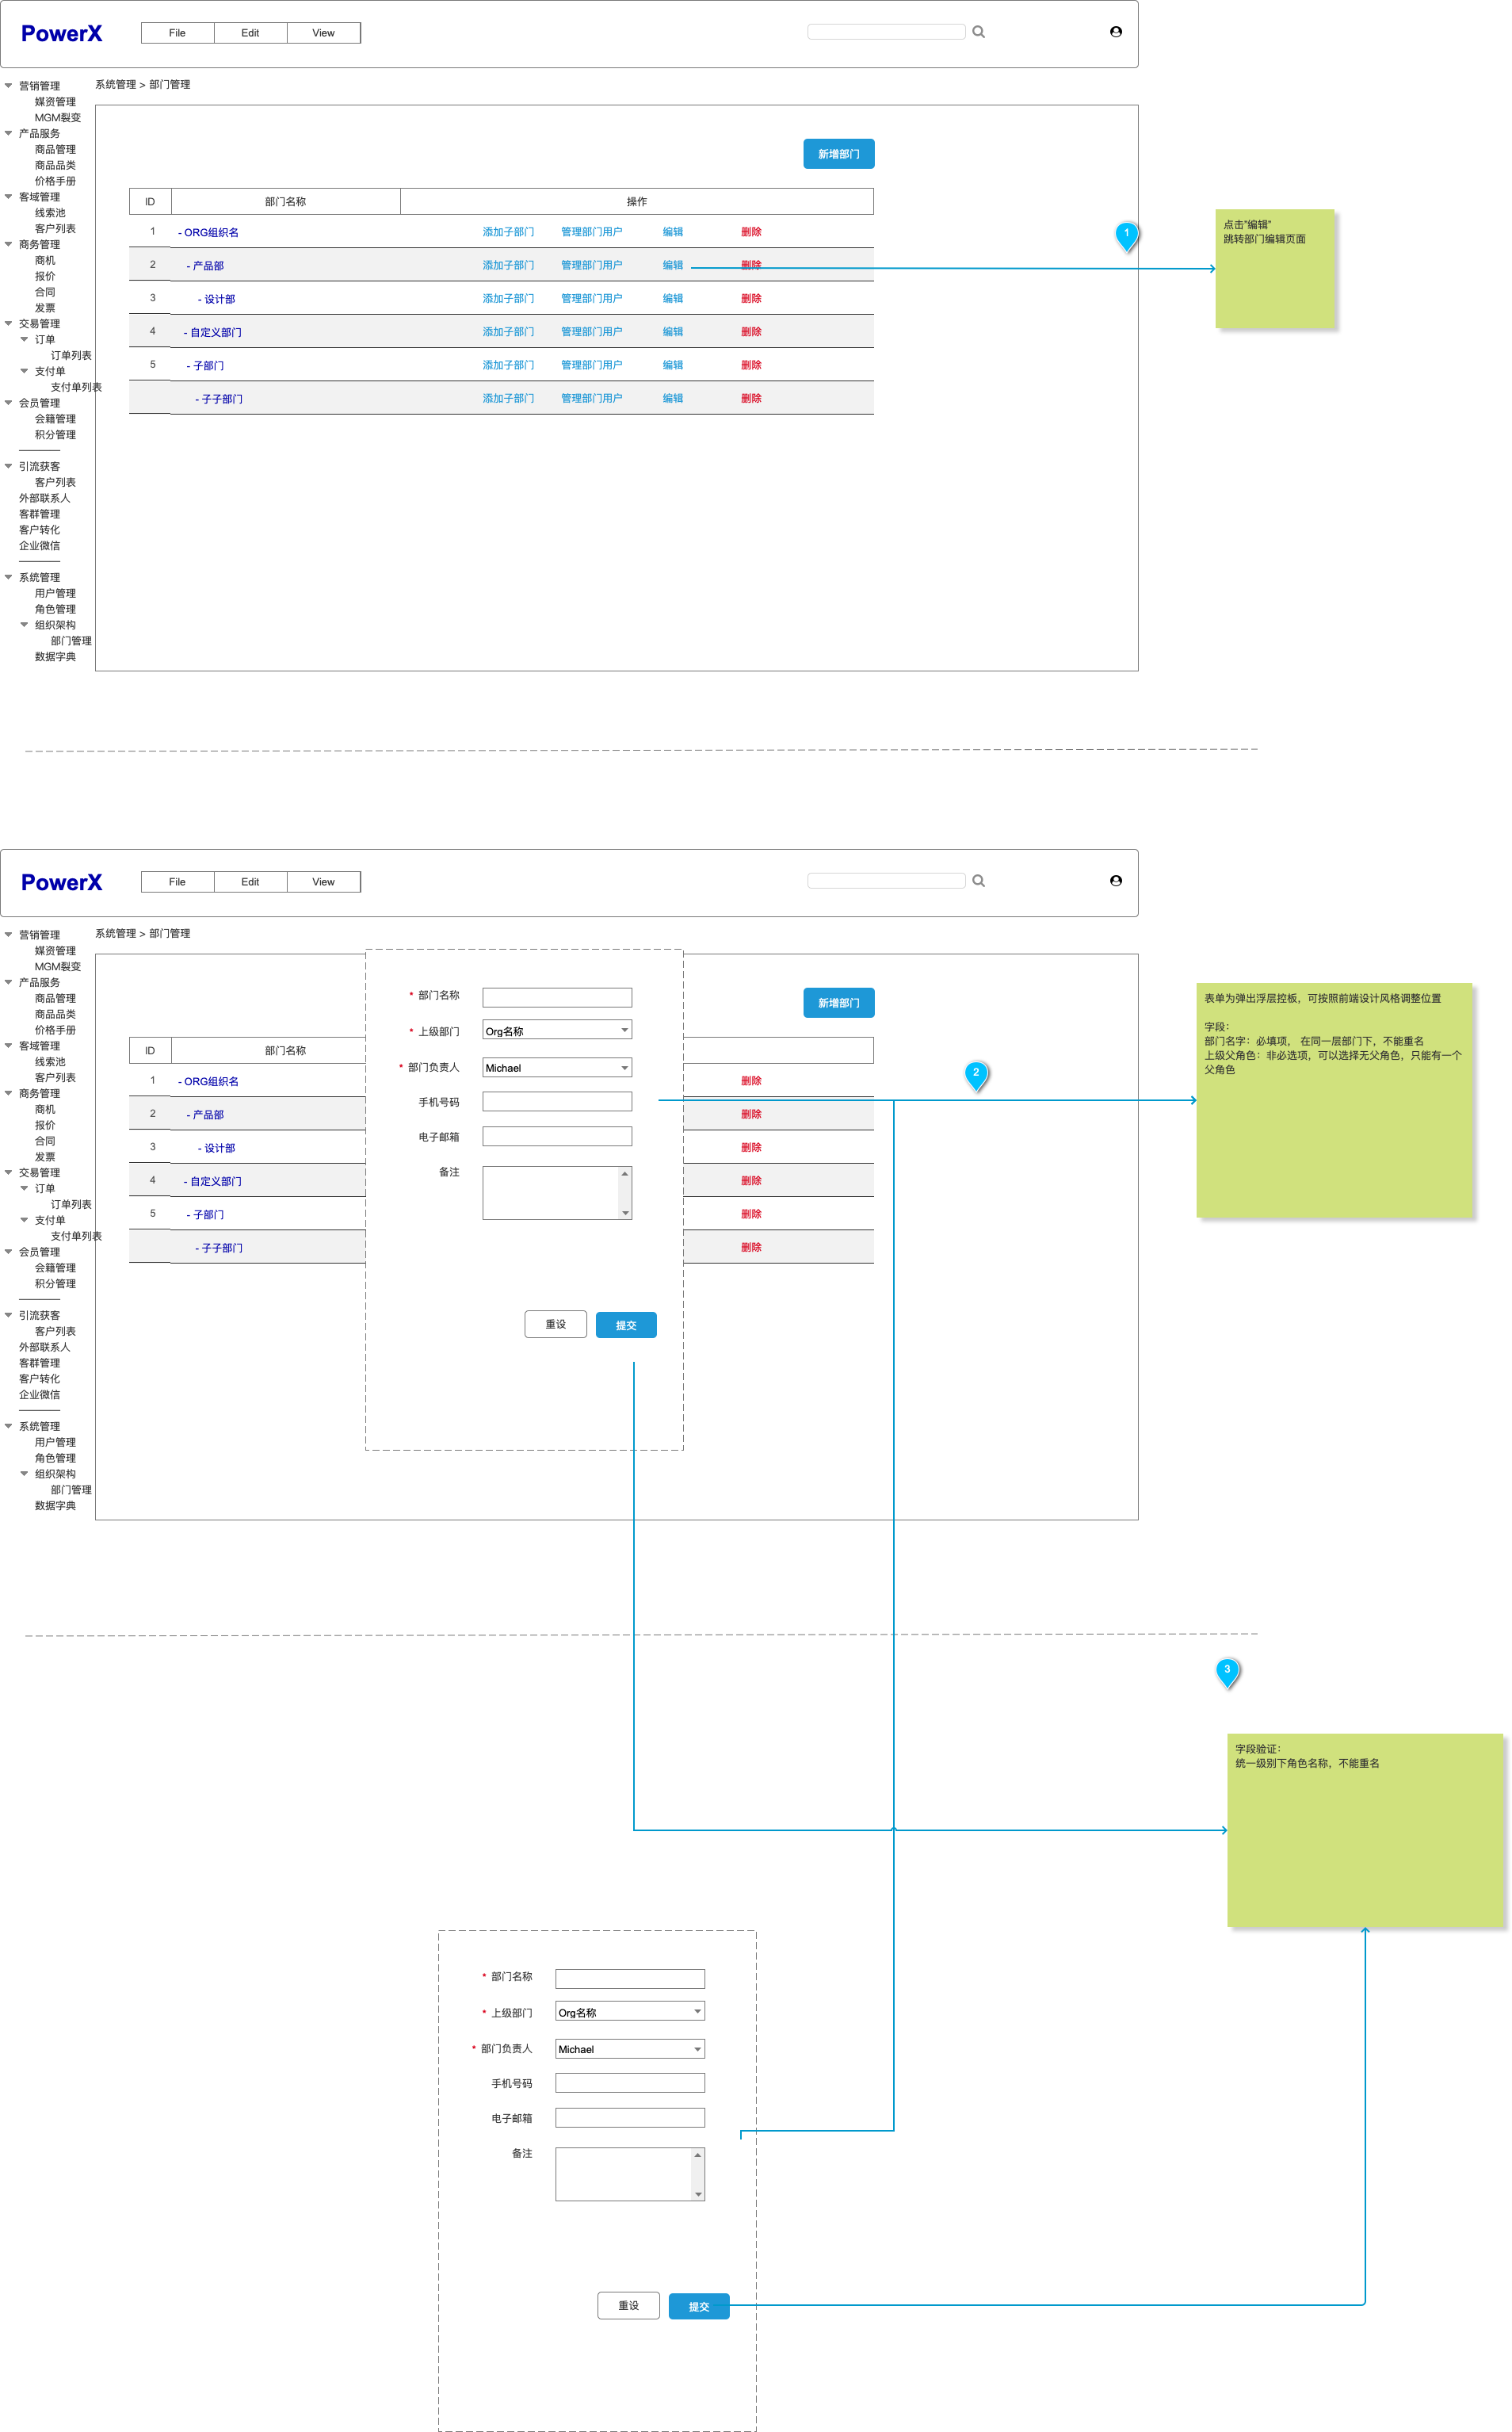 PowerX
File Edit View
系统管理 > 部门管理
营销管理
媒资管理
MGM裂变
产品服务
商品管理
商品品类
价格手册
客域管理
线索池
客户列表
商务管理
商机
报价
合同
发票
交易管理
订单
订单列表
支付单
支付单列表
会员管理
会籍管理
积分管理
引流获客
客户列表
外部联系人
客群管理
客户转化
企业微信
系统管理
用户管理
角色管理
组织架构
部门管理
数据字典
新增部门
ID 部门名称 操作
1 - ORG组织名 添加子部门 管理部门用户 编辑 删除
2 - 产品部 添加子部门 管理部门用户 编辑 删除
3 - 设计部 添加子部门 管理部门用户 编辑 删除
4 - 自定义部门 添加子部门 管理部门用户 编辑 删除
5 - 子部门 添加子部门 管理部门用户 编辑 删除
- 子子部门 添加子部门 管理部门用户 编辑 删除
1
点击"编辑"
跳转部门编辑页面
PowerX
File Edit View
系统管理 > 部门管理
营销管理
媒资管理
MGM裂变
产品服务
商品管理
商品品类
价格手册
客域管理
线索池
客户列表
商务管理
商机
报价
合同
发票
交易管理
订单
订单列表
支付单
支付单列表
会员管理
会籍管理
积分管理
引流获客
客户列表
外部联系人
客群管理
客户转化
企业微信
系统管理
用户管理
角色管理
组织架构
部门管理
数据字典
新增部门
ID 部门名称
1 - ORG组织名 删除
2 - 产品部 删除
3 - 设计部 删除
4 - 自定义部门 删除
5 - 子部门 删除
- 子子部门 删除
* 部门名称
* 上级部门 Org名称
* 部门负责人 Michael
手机号码
电子邮箱
备注
重设 提交
2
表单为弹出浮层控板，可按照前端设计风格调整位置
字段：
部门名字：必填项， 在同一层部门下，不能重名
上级父角色：非必选项，可以选择无父角色，只能有一个
父角色
3
字段验证：
统一级别下角色名称，不能重名
* 部门名称
* 上级部门 Org名称
* 部门负责人 Michael
手机号码
电子邮箱
备注
重设 提交